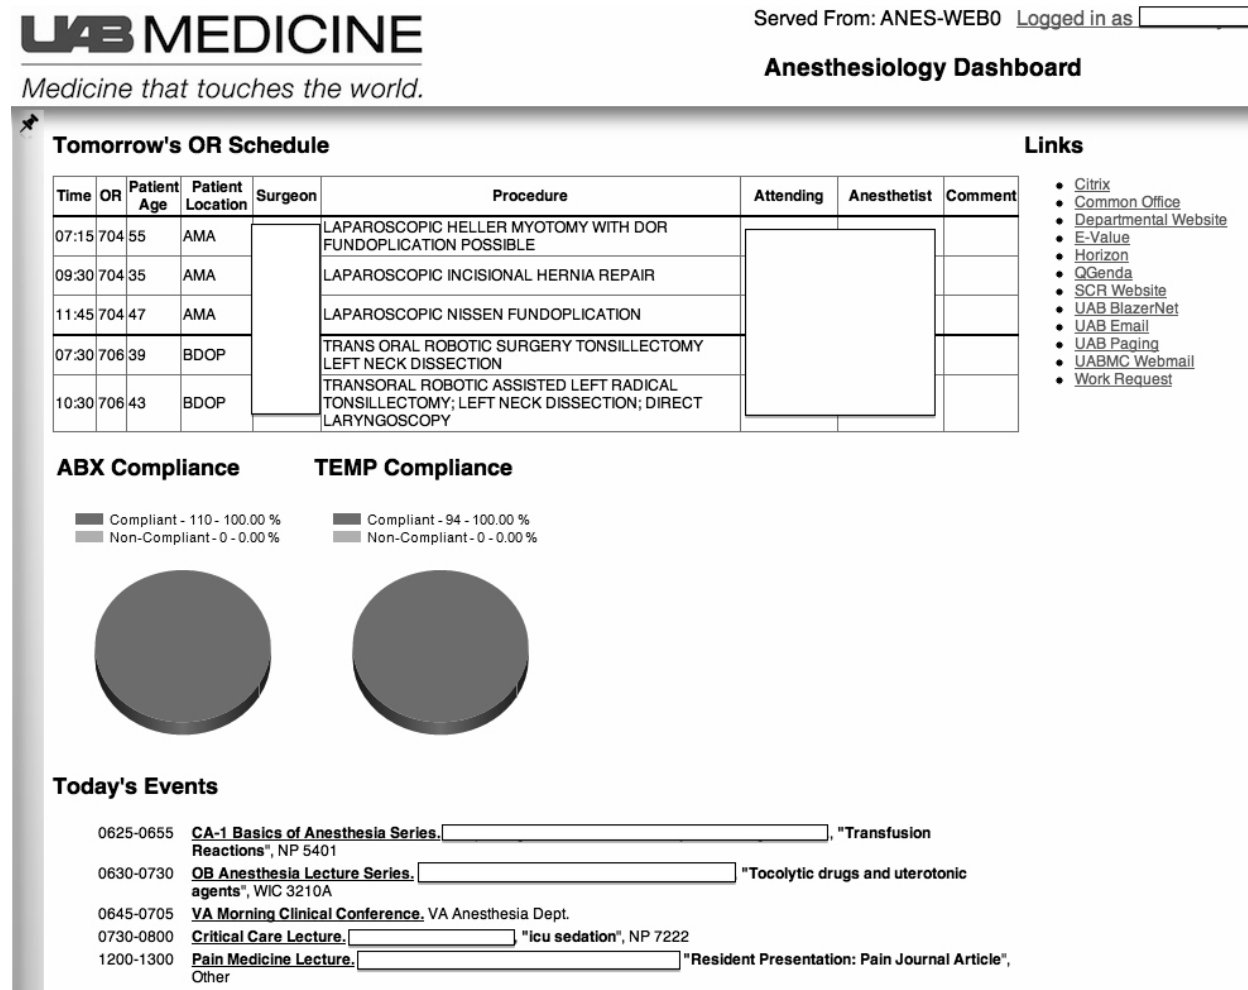 UAB MEDICINE
Medicine that touches the world.
Served From: ANES-WEB0 Logged in as
Anesthesiology Dashboard
Tomorrow's OR Schedule
Time OR Patient Age Patient Location Surgeon Procedure Attending Anesthetist Comment
07:15 704 55 AMA LAPAROSCOPIC HELLER MYOTOMY WITH DOR
FUNDOPLICATION POSSIBLE
09:30 704 35 AMA LAPAROSCOPIC INCISIONAL HERNIA REPAIR
11:45 704 47 AMA LAPAROSCOPIC NISSEN FUNDOPLICATION
07:30 706 39 BDOP TRANS ORAL ROBOTIC SURGERY TONSILLECTOMY
LEFT NECK DISSECTION
10:30 706 43 BDOP TRANSORAL ROBOTIC ASSISTED LEFT RADICAL
TONSILLECTOMY; LEFT NECK DISSECTION; DIRECT
LARYNGOSCOPY
Links
Citrix
Common Office
Departmental Website
E-Value
Horizon
QGenda
SCR Website
UAB BlazerNet
UAB Email
UAB Paging
UABMC Webmail
Work Request
ABX Compliance
Compliant - 110 - 100.00 %
Non-Compliant - 0 - 0.00 %
TEMP Compliance
Compliant - 94 - 100.00 %
Non-Compliant - 0 - 0.00 %
Today's Events
0625-0655 CA-1 Basics of Anesthesia Series. , "Transfusion
Reactions", NP 5401
0630-0730 OB Anesthesia Lecture Series. "Tocolytic drugs and uterotonic
agents", WIC 3210A
0645-0705 VA Morning Clinical Conference. VA Anesthesia Dept.
0730-0800 Critical Care Lecture. , "icu sedation", NP 7222
1200-1300 Pain Medicine Lecture. "Resident Presentation: Pain Journal Article",
Other